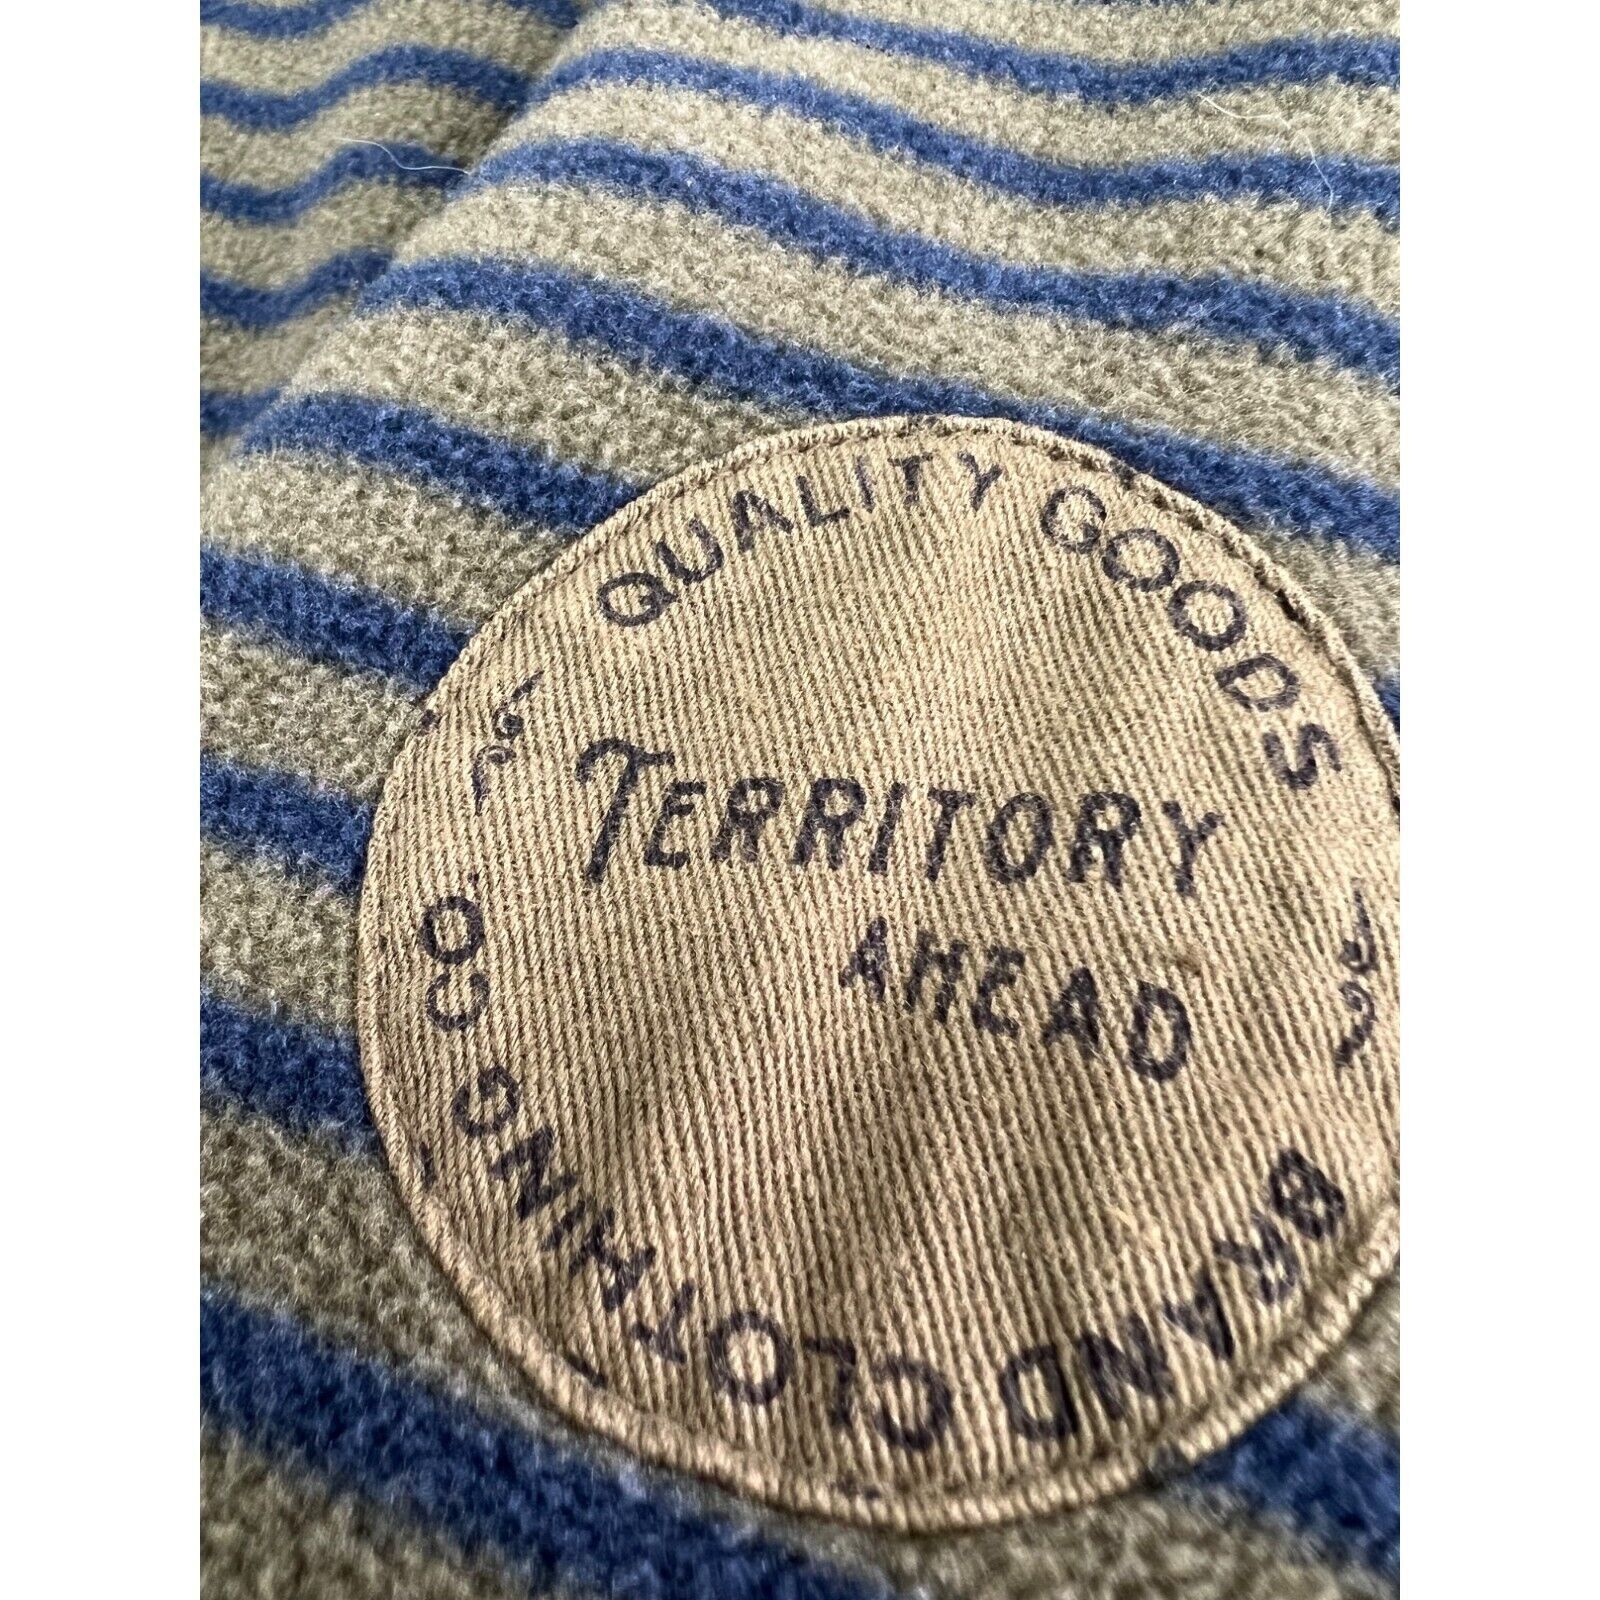 QUALITY GOODS
TERRITORY
AHEAD
BRAND CLOTHING CO.